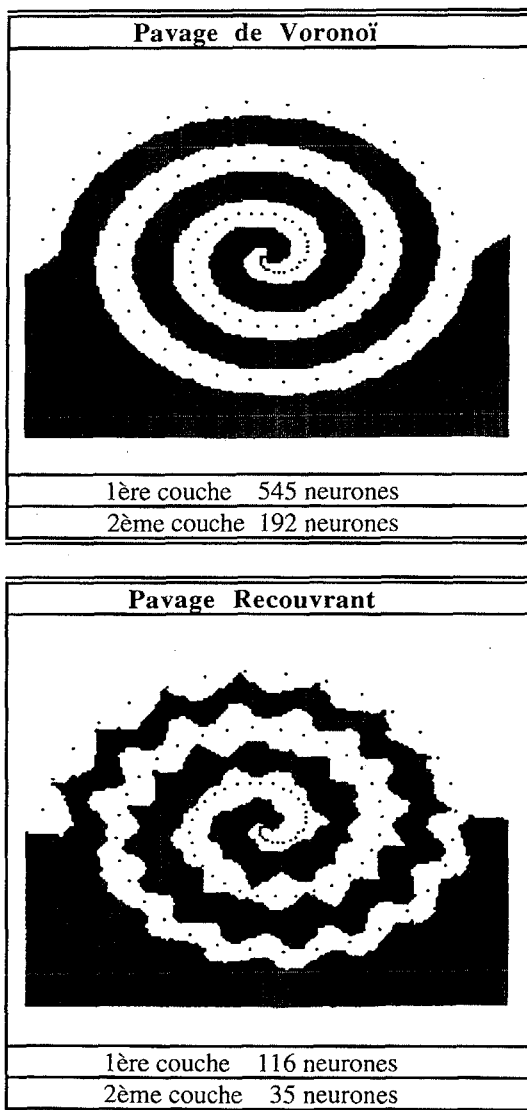 Pavage de Voronoï
1ère couche 545 neurones
2ème couche 192 neurones
Pavage Recouvrant
1ère couche 116 neurones
2ème couche 35 neurones